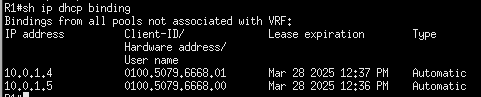 R1#sh ip dhcp binding
Bindings from all pools not associated with VRF:
IP address Client-ID/ Lease expiration Type
Hardware address/
User name
10.0.1.4 0100.5079.6668.01 Mar 28 2025 12:37 PM Automatic
10.0.1.5 0100.5079.6668.00 Mar 28 2025 12:36 PM Automatic
R1#